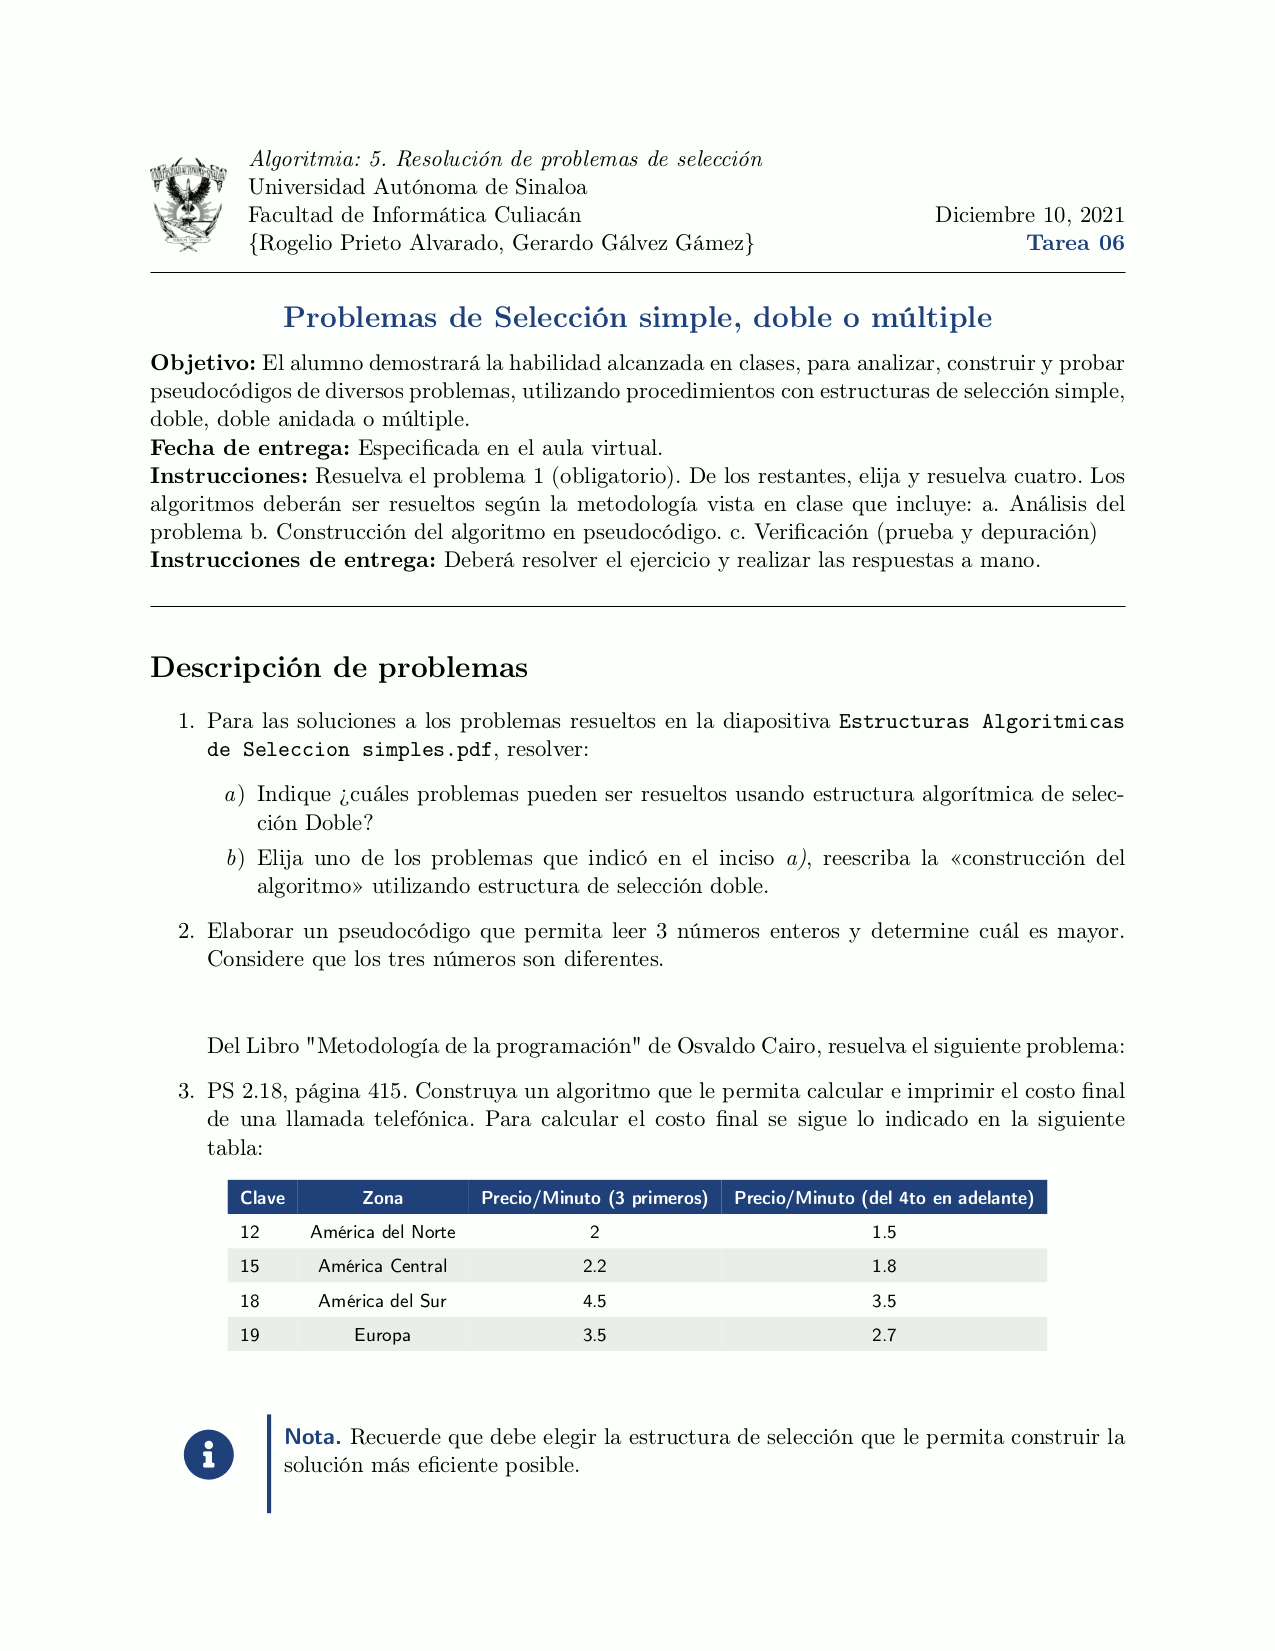 Algoritmia: 5. Resolución de problemas de selección
Universidad Autónoma de Sinaloa
Facultad de Informática Culiacán
Diciembre 10, 2021
{Rogelio Prieto Alvarado, Gerardo Gálvez Gámez}
Tarea 06
Problemas de Selección simple, doble o múltiple
Objetivo: El alumno demostrará la habilidad alcanzada en clases, para analizar, construir y probar
pseudocódigos de diversos problemas, utilizando procedimientos con estructuras de selección simple,
doble, doble anidada o múltiple.
Fecha de entrega: Especificada en el aula virtual.
Instrucciones: Resuelva el problema 1 (obligatorio). De los restantes, elija y resuelva cuatro. Los
algoritmos deberán ser resueltos según la metodología vista en clase que incluye: a. Análisis del
problema b. Construcción del algoritmo en pseudocódigo. c. Verificación (prueba y depuración)
Instrucciones de entrega: Deberá resolver el ejercicio y realizar las respuestas a mano.
Descripción de problemas
1. Para las soluciones a los problemas resueltos en la diapositiva Estructuras Algoritmicas
de Seleccion simples.pdf, resolver:
a) Indique ¿cuáles problemas pueden ser resueltos usando estructura algorítmica de selec-
ción Doble?
b) Elija uno de los problemas que indicó en el inciso a), reescriba la «construcción del
algoritmo» utilizando estructura de selección doble.
2. Elaborar un pseudocódigo que permita leer 3 números enteros y determine cuál es mayor.
Considere que los tres números son diferentes.
Del Libro "Metodología de la programación" de Osvaldo Cairo, resuelva el siguiente problema:
3. PS 2.18, página 415. Construya un algoritmo que le permita calcular e imprimir el costo final
de una llamada telefónica. Para calcular el costo final se sigue lo indicado en la siguiente
tabla:
Clave Zona Precio/Minuto (3 primeros) Precio/Minuto (del 4to en adelante)
12 América del Norte 2 1.5
15 América Central 2.2 1.8
18 América del Sur 4.5 3.5
19 Europa 3.5 2.7
Nota. Recuerde que debe elegir la estructura de selección que le permita construir la
solución más eficiente posible.